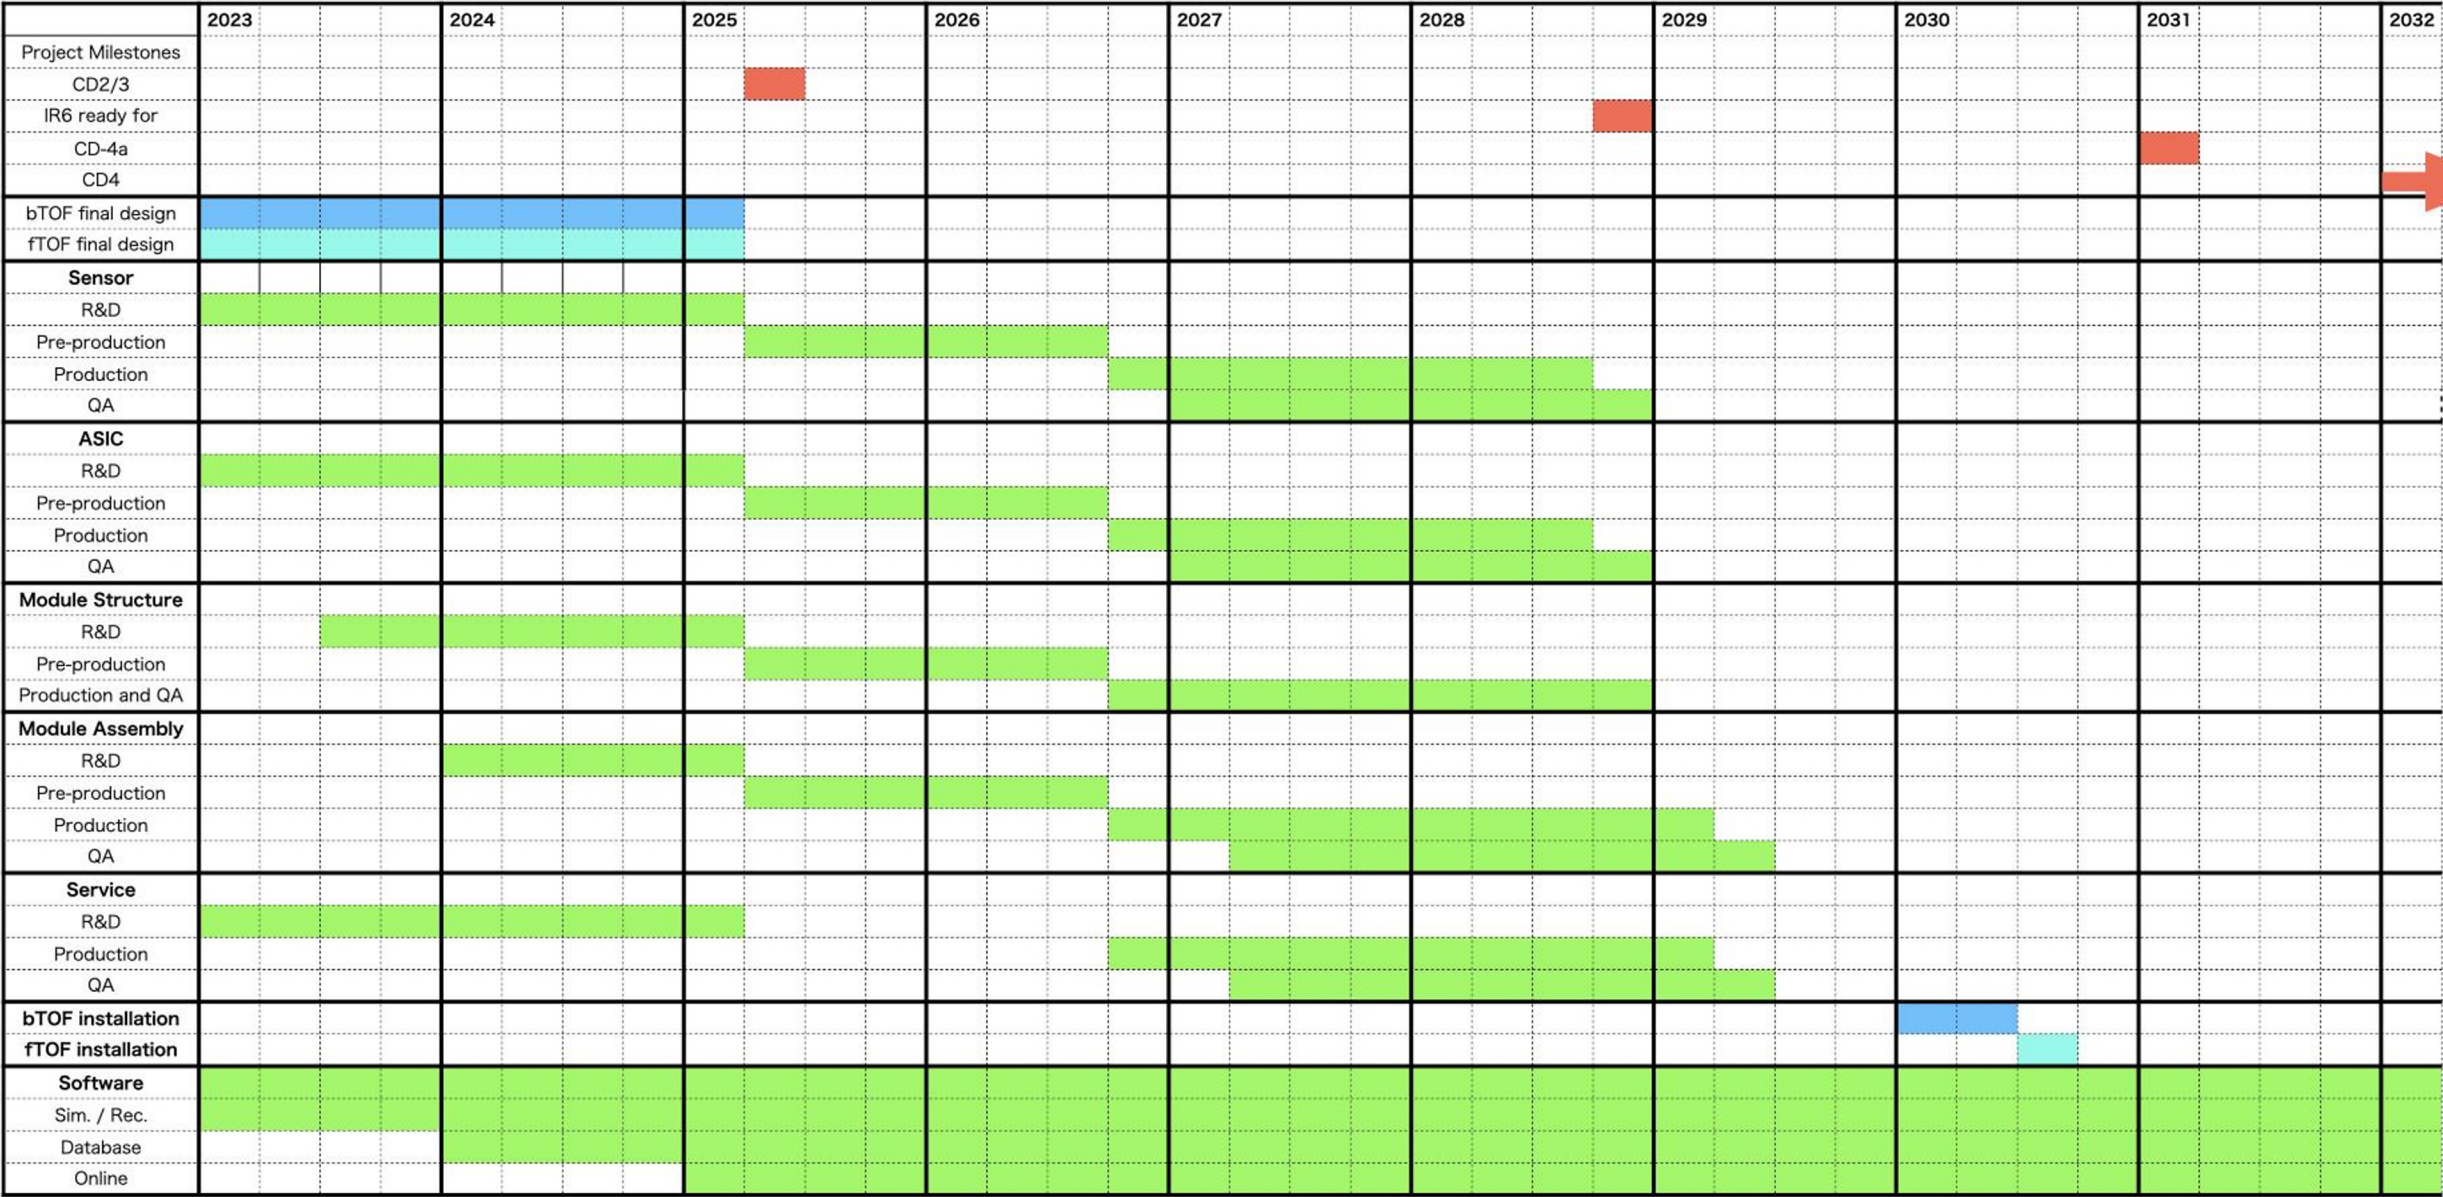 2023 2024 2025 2026 2027 2028 2029 2030 2031 2032
Project Milestones
CD2/3
IR6 ready for
CD-4a
CD4
bTOF final design
fTOF final design
Sensor
R&D
Pre-production
Production
QA
ASIC
R&D
Pre-production
Production
QA
Module Structure
R&D
Pre-production
Production and QA
Module Assembly
R&D
Pre-production
Production
QA
Service
R&D
Production
QA
bTOF installation
fTOF installation
Software
Sim. / Rec.
Database
Online